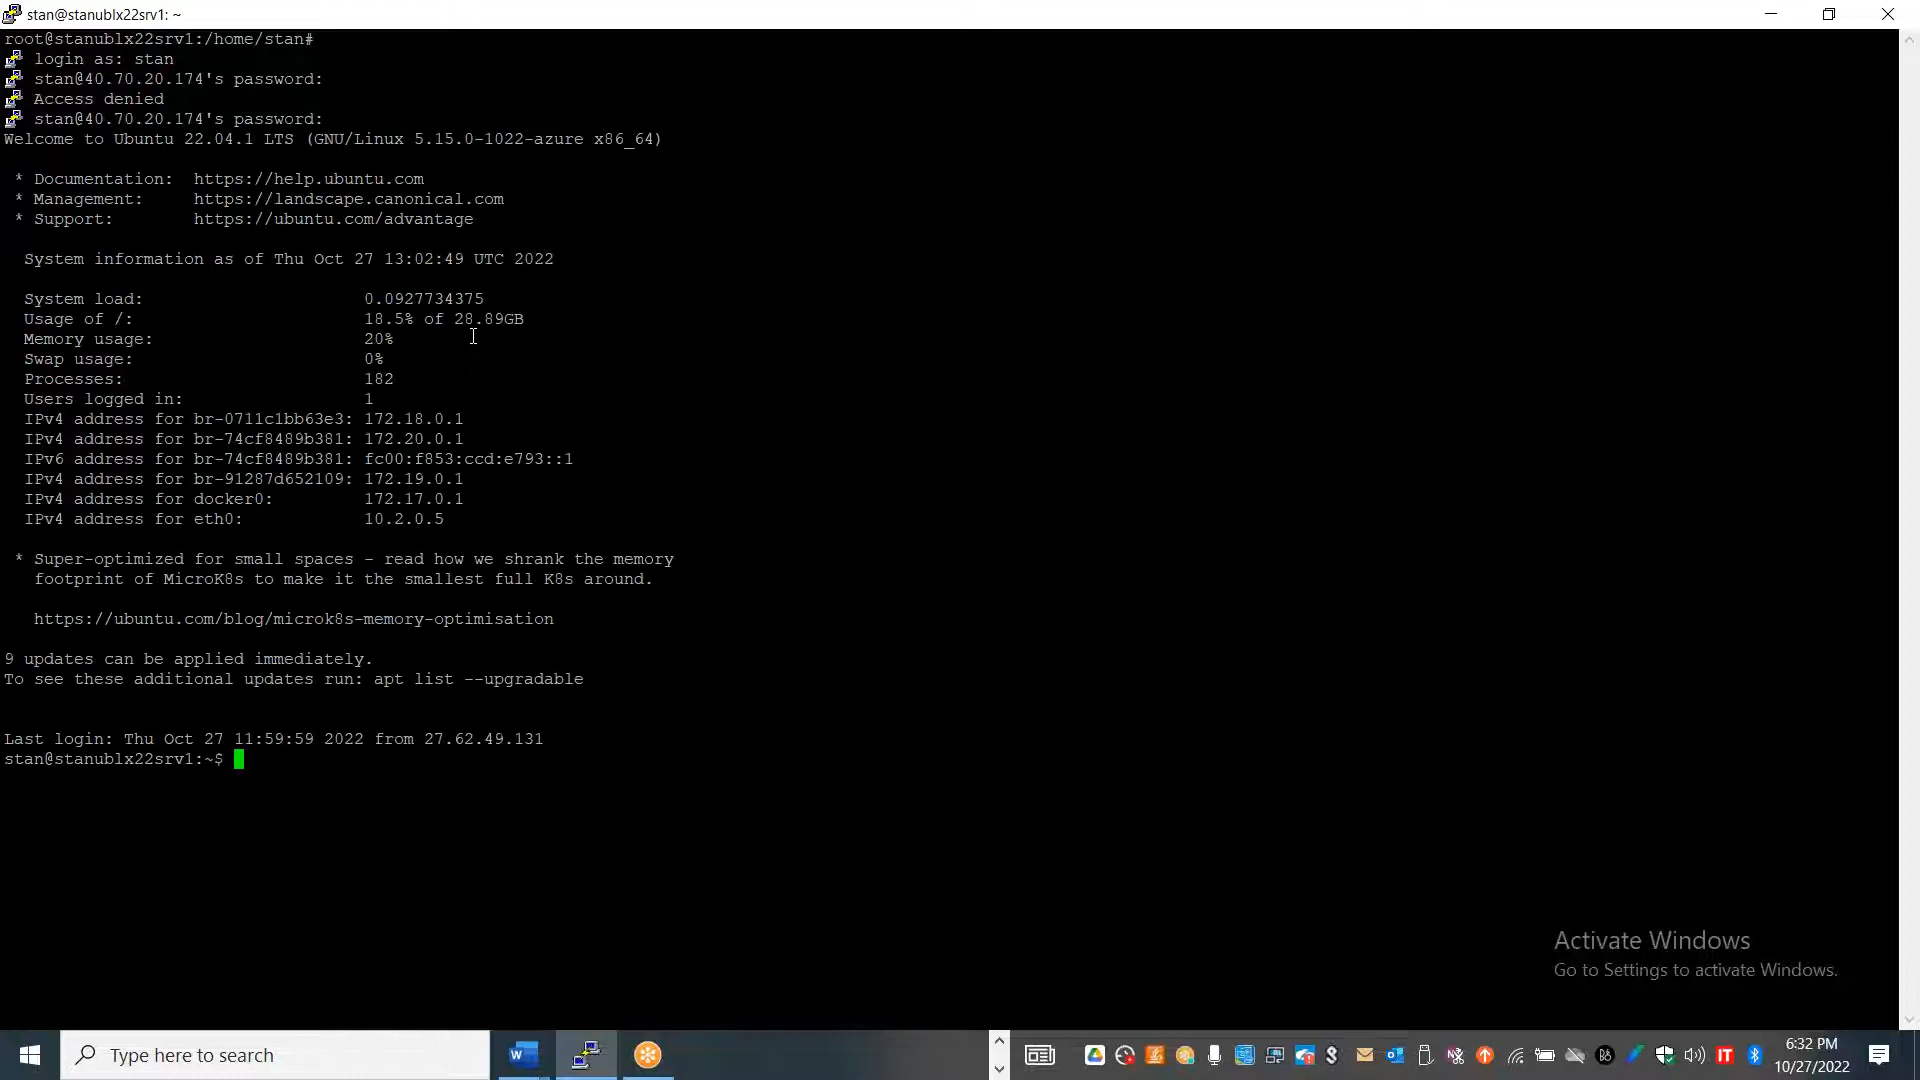 stan@stanublx22srv1: ~
root@stanublx22srv1:/home/stan#
login as: stan
stan@40.70.20.174's password:
Access denied
stan@40.70.20.174's password:
Welcome to Ubuntu 22.04.1 LTS (GNU/Linux 5.15.0-1022-azure x86_64)
* Documentation: https://help.ubuntu.com
* Management: https://landscape.canonical.com
* Support: https://ubuntu.com/advantage
System information as of Thu Oct 27 13:02:49 UTC 2022
System load: 0.0927734375
Usage of /: 18.5% of 28.89GB
Memory usage: 20%
Swap usage: 0%
Processes: 182
Users logged in: 1
IPv4 address for br-0711c1bb63e3: 172.18.0.1
IPv4 address for br-74cf8489b381: 172.20.0.1
IPv6 address for br-74cf8489b381: fc00:f853:ccd:e793::1
IPv4 address for br-91287d652109: 172.19.0.1
IPv4 address for docker0: 172.17.0.1
IPv4 address for eth0: 10.2.0.5
* Super-optimized for small spaces - read how we shrank the memory
footprint of MicroK8s to make it the smallest full K8s around.
https://ubuntu.com/blog/microk8s-memory-optimisation
9 updates can be applied immediately.
To see these additional updates run: apt list --upgradable
Last login: Thu Oct 27 11:59:59 2022 from 27.62.49.131
stan@stanublx22srv1:~$
Activate Windows
Go to Settings to activate Windows.
Type here to search
6:32 PM
10/27/2022